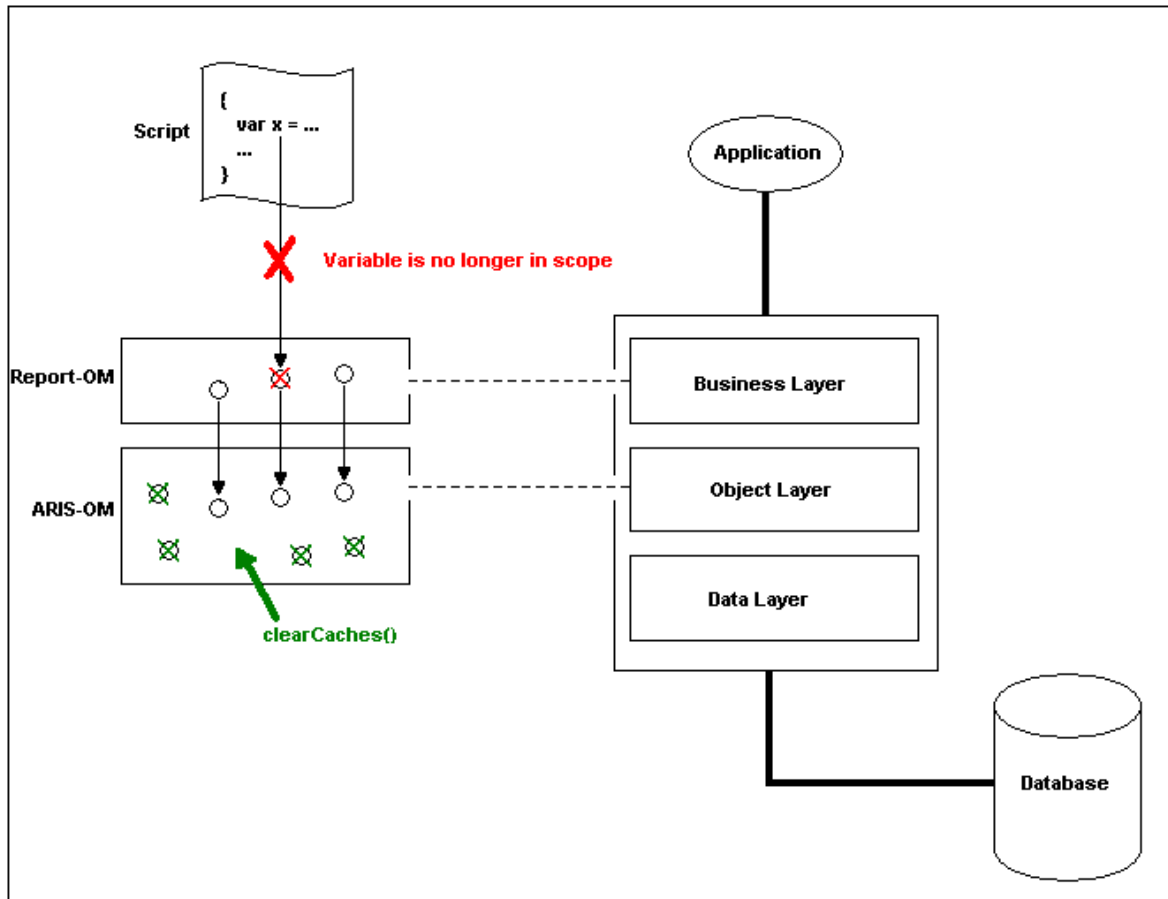 {
var x = ...
...
}
Script
Application
Variable is no longer in scope
Report-OM
Business Layer
ARIS-OM
Object Layer
Data Layer
clearCaches()
Database